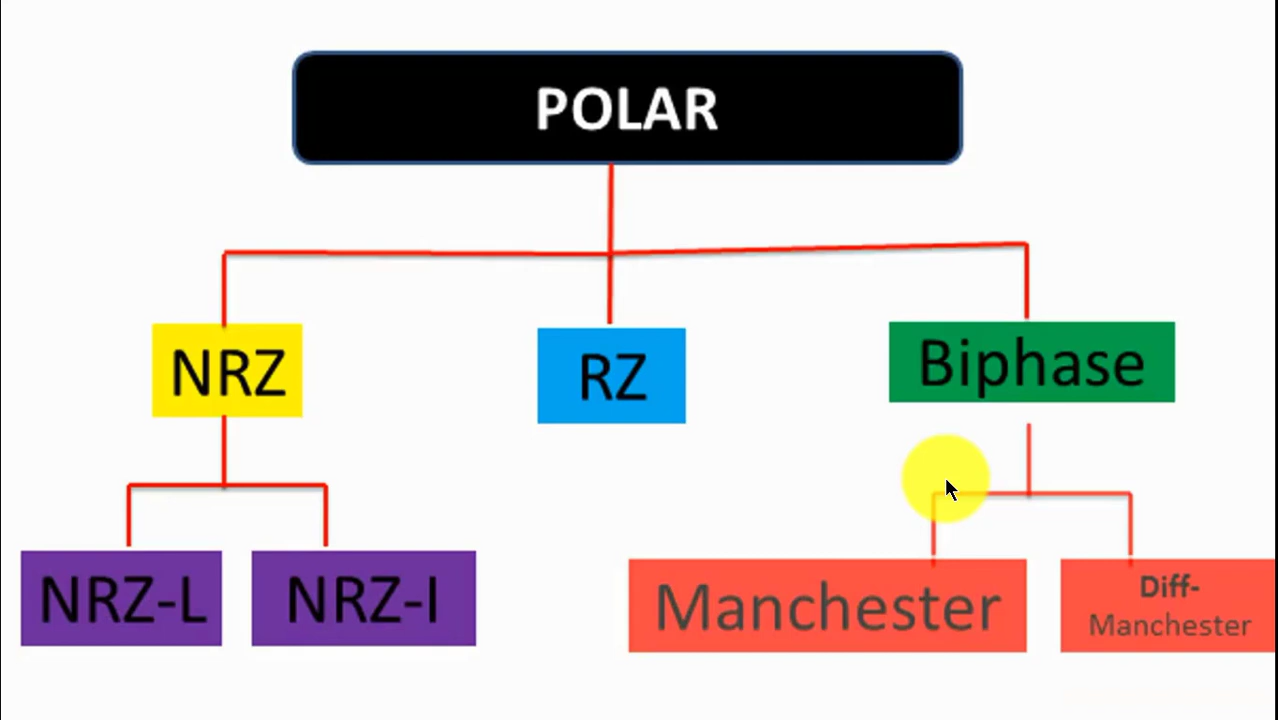 POLAR
NRZ
RZ
Biphase
NRZ-L
NRZ-I
Manchester
Diff-
Manchester